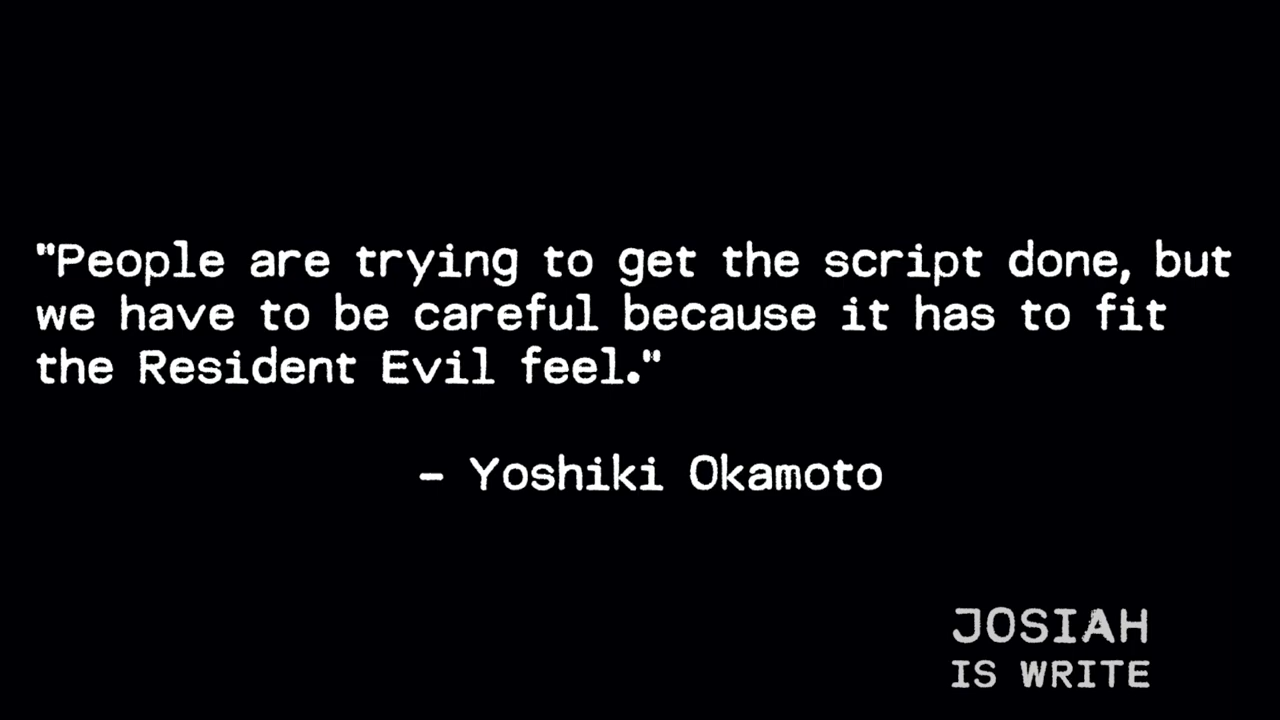 "People are trying to get the script done, but
we have to be careful because it has to fit
the Resident Evil feel."
- Yoshiki Okamoto
JOSIAH
IS WRITE